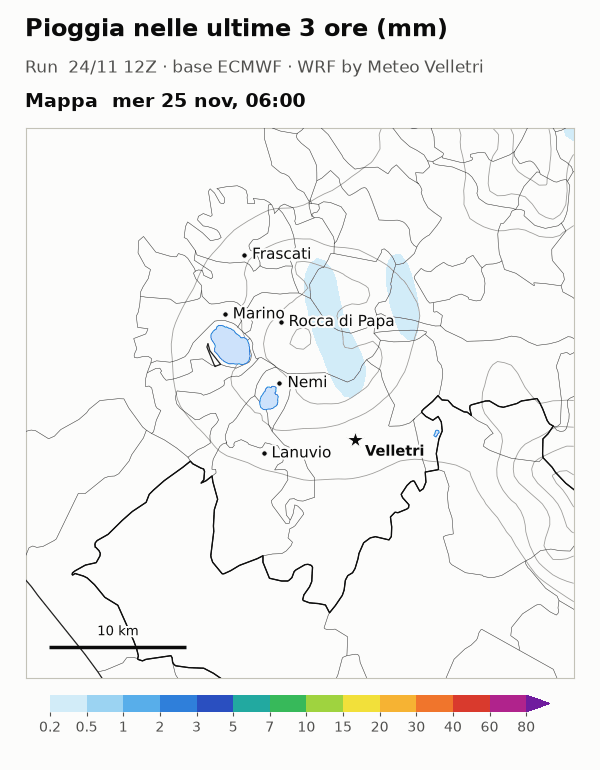 Pioggia nelle ultime 3 ore (mm)
Run  24/11 12Z · base ECMWF · WRF by Meteo Velletri
Mappa  mer 25 nov, 06:00
Frascati
Marino
Rocca di Papa
Nemi
Velletri
Lanuvio
10 km
0.2 0.5 1 2 3 5 7 10 15 20 30 40 60 80